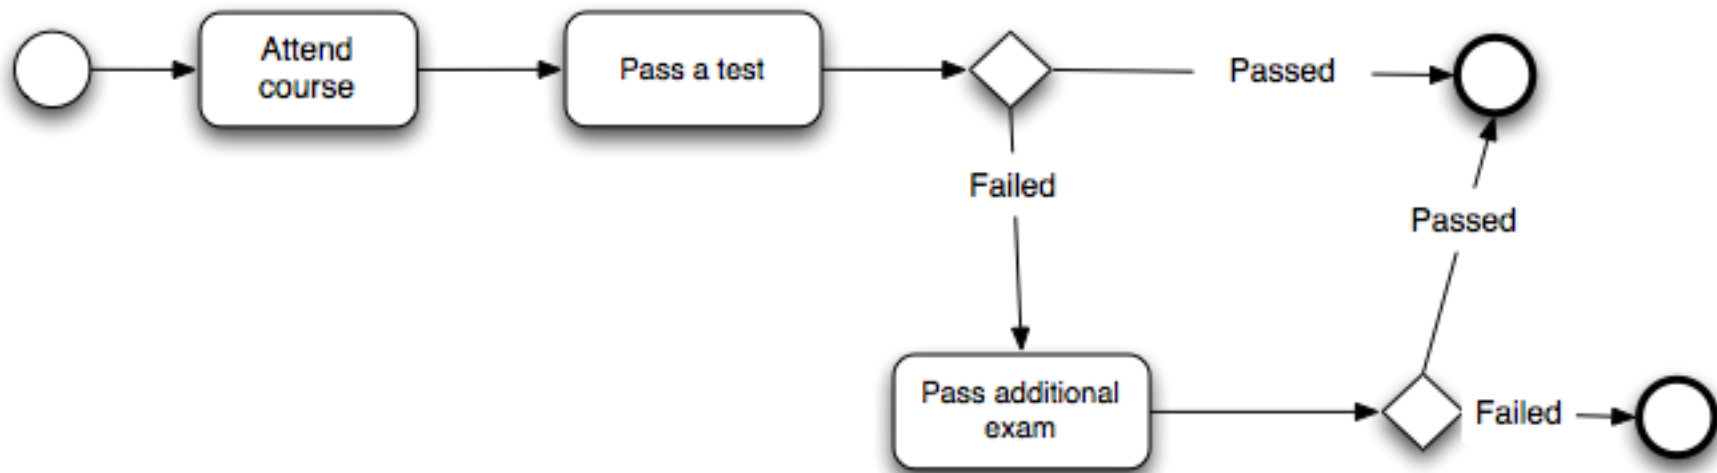 Attend
course
Pass a test
Passed
Failed
Passed
Pass additional
exam
Failed